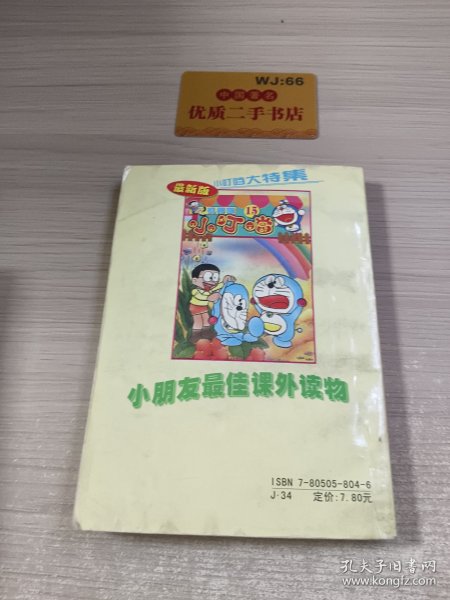 WJ:66
中国著名
优质二手书店
小叮当大特集
最新版
15
小叮噹
小朋友最佳课外读物
ISBN 7-80505-804-6
J·34 定价:7.80元
孔夫子旧书网
www.kongfz.com